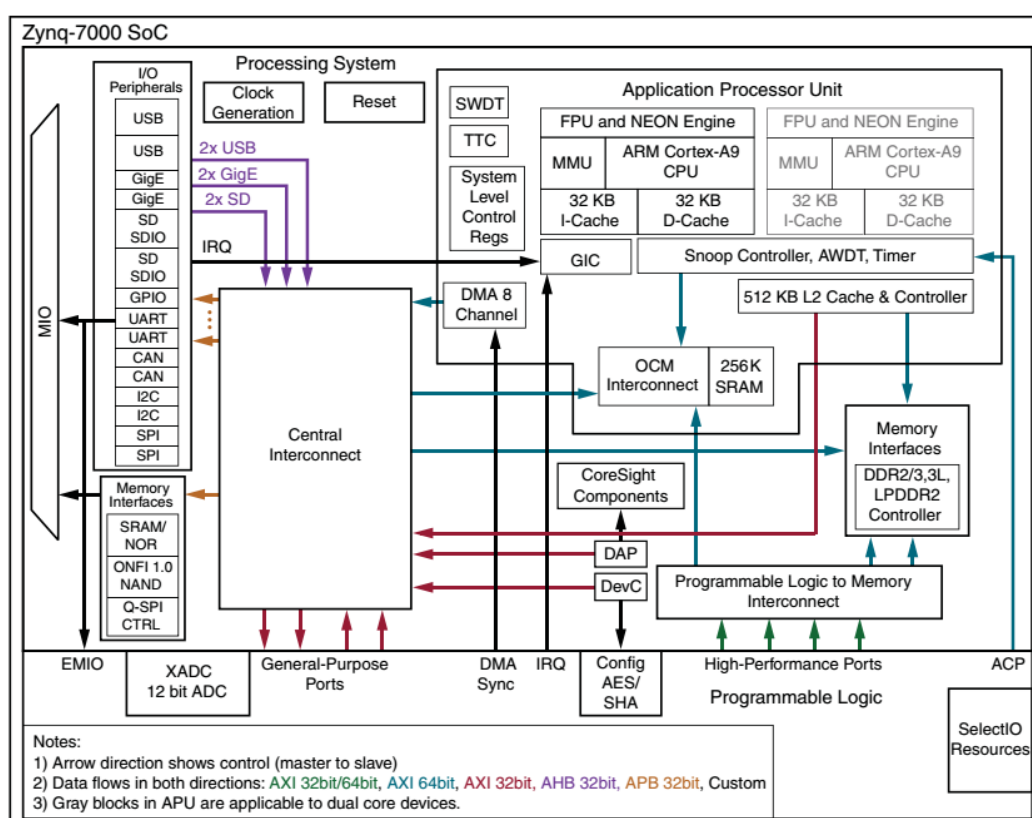 Zynq-7000 SoC
I/O
Peripherals
USB
USB
GigE
GigE
SD
SDIO
SD
SDIO
GPIO
UART
UART
CAN
CAN
I2C
I2C
SPI
SPI
MIO
Memory
Interfaces
SRAM/
NOR
ONFI 1.0
NAND
Q-SPI
CTRL
Processing System
Clock
Generation
Reset
2x USB
2x GigE
2x SD
IRQ
Central
Interconnect
Application Processor Unit
SWDT
TTC
System
Level
Control
Regs
FPU and NEON Engine
MMU
ARM Cortex-A9
CPU
32 KB
I-Cache
32 KB
D-Cache
FPU and NEON Engine
MMU
ARM Cortex-A9
CPU
32 KB
I-Cache
32 KB
D-Cache
GIC
Snoop Controller, AWDT, Timer
DMA 8
Channel
512 KB L2 Cache & Controller
OCM
Interconnect
256K
SRAM
Memory
Interfaces
DDR2/3,3L,
LPDDR2
Controller
CoreSight
Components
DAP
DevC
Programmable Logic to Memory
Interconnect
EMIO
XADC
12 bit ADC
General-Purpose
Ports
DMA
Sync
IRQ
Config
AES/
SHA
High-Performance Ports
ACP
Programmable Logic
SelectIO
Resources
Notes:
1) Arrow direction shows control (master to slave)
2) Data flows in both directions: AXI 32bit/64bit, AXI 64bit, AXI 32bit, AHB 32bit, APB 32bit, Custom
3) Gray blocks in APU are applicable to dual core devices.